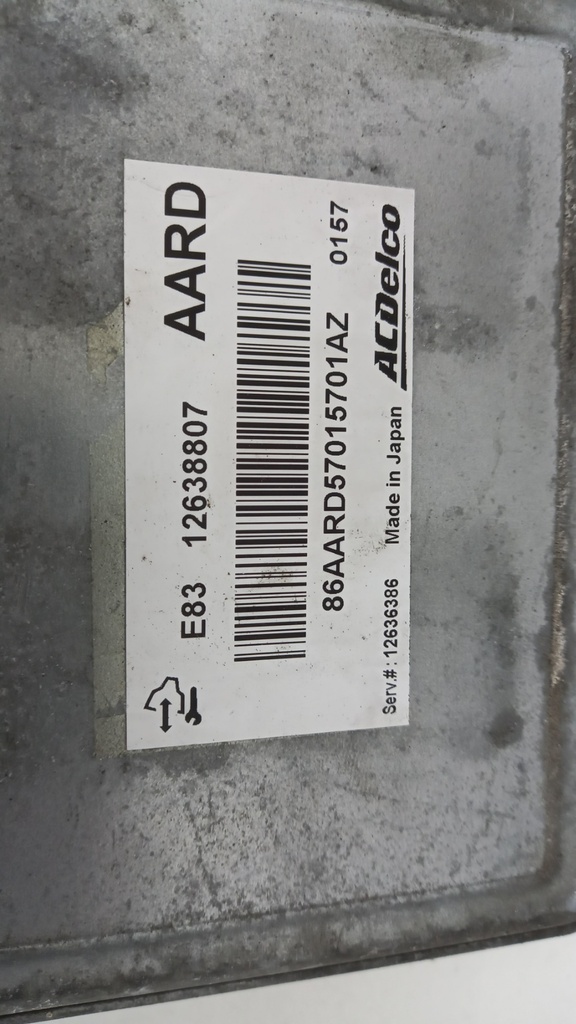 E83 12638807 AARD
86AARD57015701AZ 0157
Serv.#: 12636386 Made in Japan ACDelco